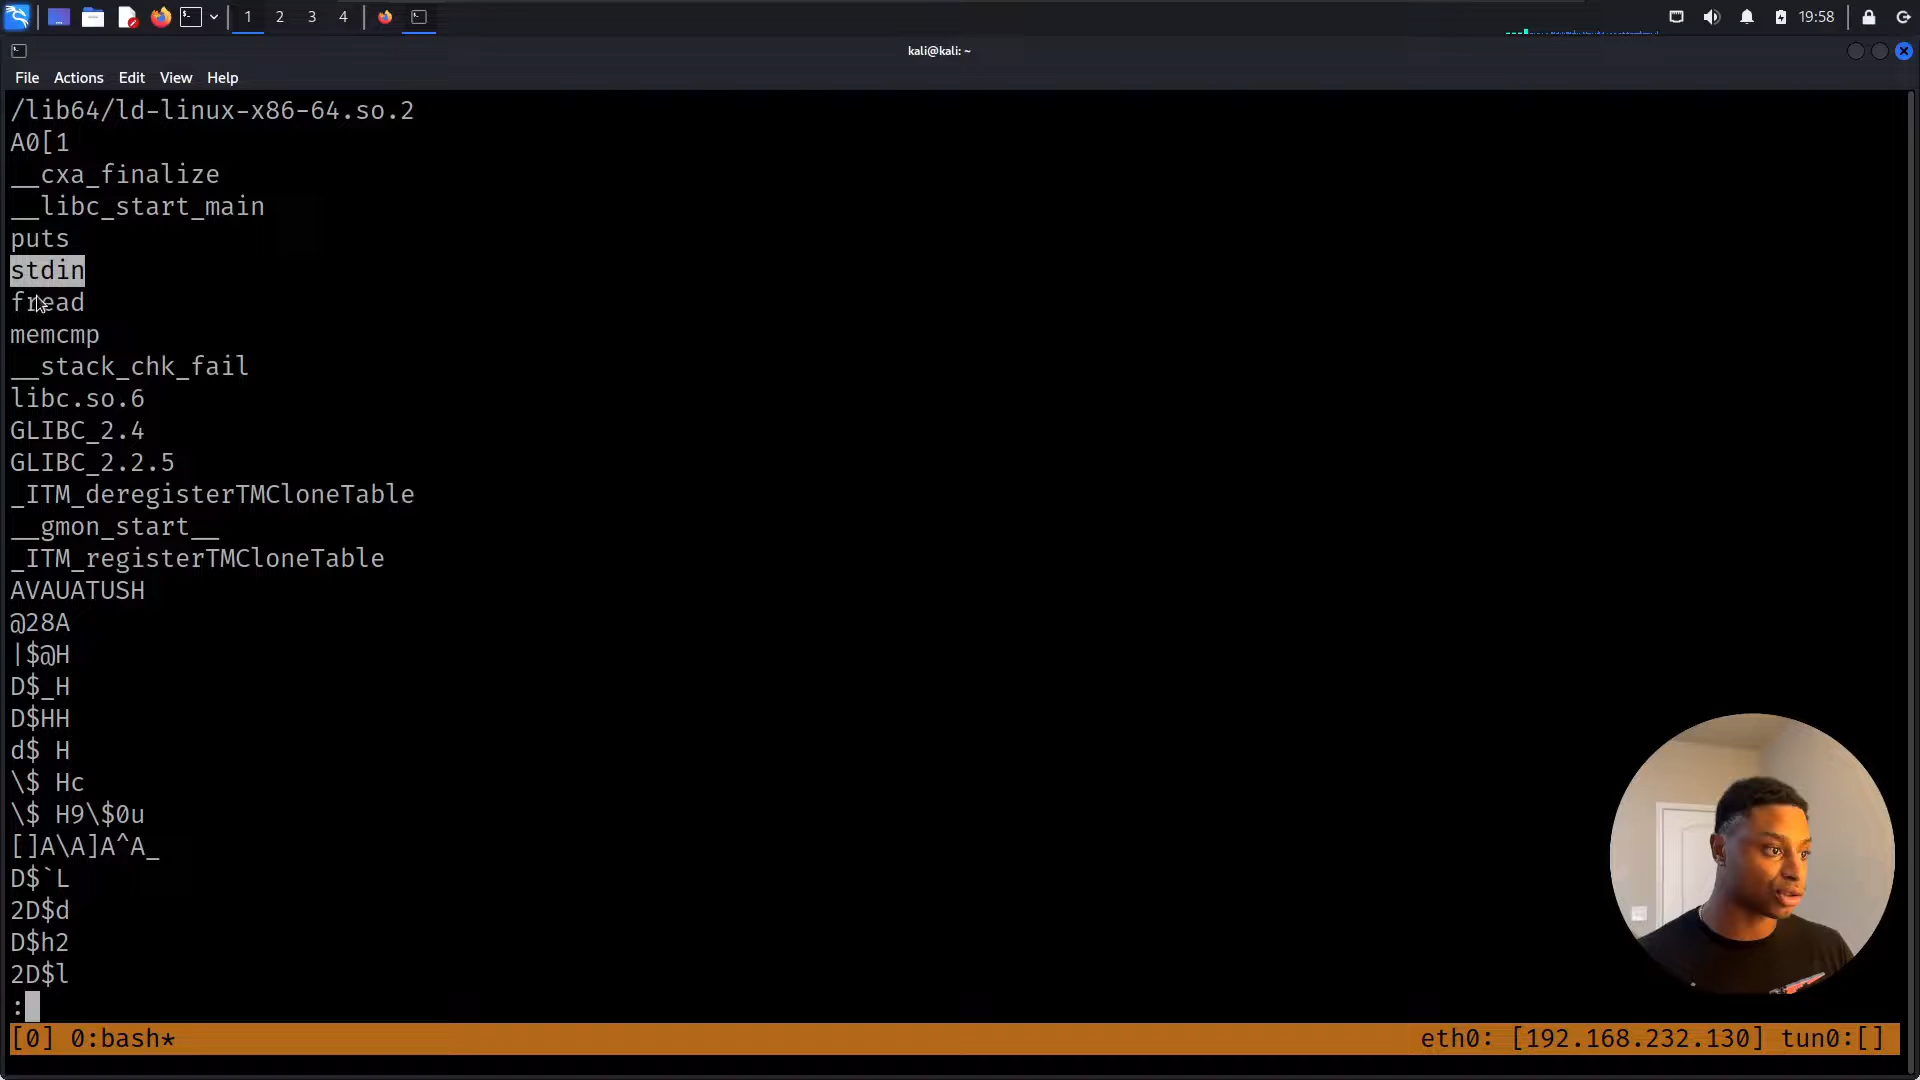 1 2 3 4 19:58
kali@kali: ~
File Actions Edit View Help
/lib64/ld-linux-x86-64.so.2
A0[1
__cxa_finalize
__libc_start_main
puts
stdin
fread
memcmp
__stack_chk_fail
libc.so.6
GLIBC_2.4
GLIBC_2.2.5
_ITM_deregisterTMCloneTable
__gmon_start__
_ITM_registerTMCloneTable
AVAUATUSH
@28A
|$@H
D$_H
D$HH
d$ H
\$ Hc
\$ H9\$0u
[]A\A]A^A_
D$`L
2D$d
D$h2
2D$l
:
[0] 0:bash* eth0: [192.168.232.130] tun0:[]